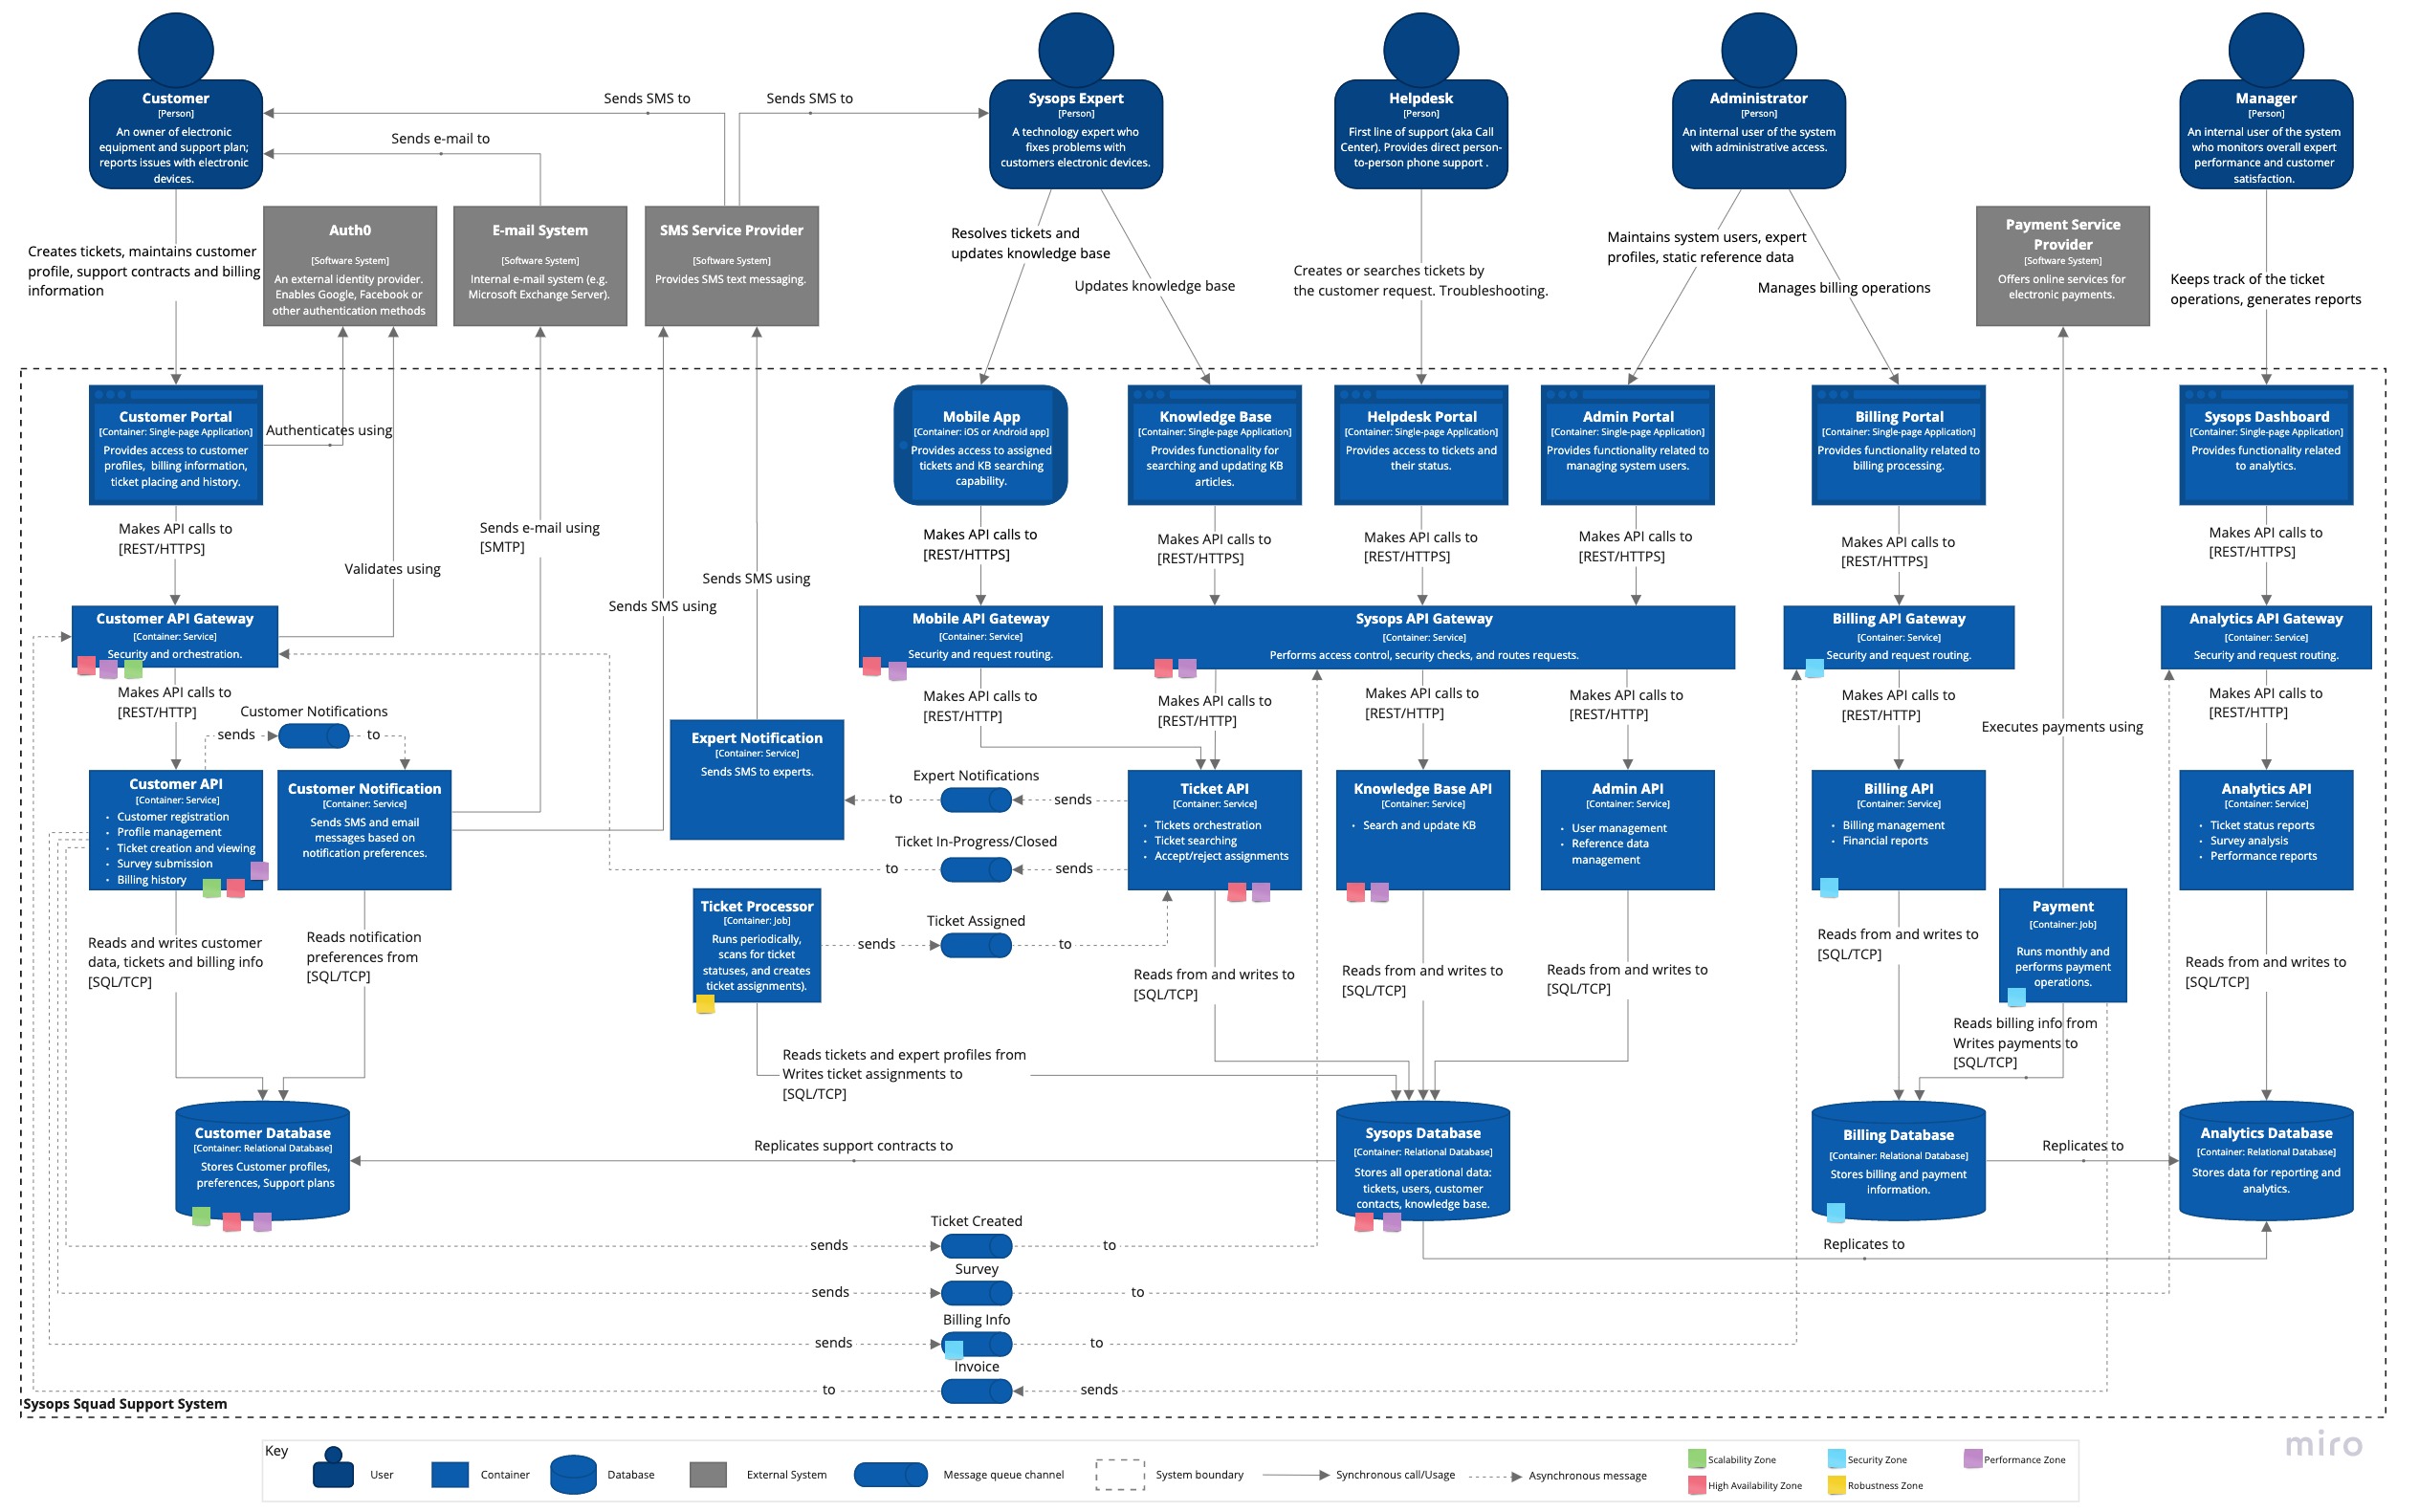 Customer
[Person]
An owner of electronic
equipment and support plan;
reports issues with electronic
devices.
Sysops Expert
[Person]
A technology expert who
fixes problems with
customers electronic devices.
Helpdesk
[Person]
First line of support (aka Call
Center). Provides direct person-
to-person phone support .
Administrator
[Person]
An internal user of the system
with administrative access.
Manager
[Person]
An internal user of the system
who monitors overall expert
performance and customer
satisfaction.
Sends SMS to
Sends SMS to
Sends e-mail to
Auth0
[Software System]
An external identity provider.
Enables Google, Facebook or
other authentication methods
E-mail System
[Software System]
Internal e-mail system (e.g.
Microsoft Exchange Server).
SMS Service Provider
[Software System]
Provides SMS text messaging.
Payment Service
Provider
[Software System]
Offers online services for
electronic payments.
Creates tickets, maintains customer
profile, support contracts and billing
information
Resolves tickets and
updates knowledge base
Updates knowledge base
Creates or searches tickets by
the customer request. Troubleshooting.
Maintains system users, expert
profiles, static reference data
Manages billing operations
Keeps track of the ticket
operations, generates reports
Customer Portal
[Container: Single-page Application]
Provides access to customer
profiles, billing information,
ticket placing and history.
Authenticates using
Mobile App
[Container: iOS or Android app]
Provides access to assigned
tickets and KB searching
capability.
Knowledge Base
[Container: Single-page Application]
Provides functionality for
searching and updating KB
articles.
Helpdesk Portal
[Container: Single-page Application]
Provides access to tickets and
their status.
Admin Portal
[Container: Single-page Application]
Provides functionality related to
managing system users.
Billing Portal
[Container: Single-page Application]
Provides functionality related to
billing processing.
Sysops Dashboard
[Container: Single-page Application]
Provides functionality related
to analytics.
Makes API calls to
[REST/HTTPS]
Sends e-mail using
[SMTP]
Validates using
Sends SMS using
Sends SMS using
Makes API calls to
[REST/HTTPS]
Makes API calls to
[REST/HTTPS]
Makes API calls to
[REST/HTTPS]
Makes API calls to
[REST/HTTPS]
Makes API calls to
[REST/HTTPS]
Makes API calls to
[REST/HTTPS]
Customer API Gateway
[Container: Service]
Security and orchestration.
Mobile API Gateway
[Container: Service]
Security and request routing.
Sysops API Gateway
[Container: Service]
Performs access control, security checks, and routes requests.
Billing API Gateway
[Container: Service]
Security and request routing.
Analytics API Gateway
[Container: Service]
Security and request routing.
Makes API calls to
[REST/HTTP]
Customer Notifications
sends
to
Makes API calls to
[REST/HTTP]
Makes API calls to
[REST/HTTP]
Makes API calls to
[REST/HTTP]
Makes API calls to
[REST/HTTP]
Makes API calls to
[REST/HTTP]
Makes API calls to
[REST/HTTP]
Executes payments using
Customer API
[Container: Service]
• Customer registration
• Profile management
• Ticket creation and viewing
• Survey submission
• Billing history
Customer Notification
[Container: Service]
Sends SMS and email
messages based on
notification preferences.
Expert Notification
[Container: Service]
Sends SMS to experts.
Expert Notifications
to
sends
Ticket In-Progress/Closed
to
sends
Ticket API
[Container: Service]
• Tickets orchestration
• Ticket searching
• Accept/reject assignments
Knowledge Base API
[Container: Service]
• Search and update KB
Admin API
[Container: Service]
• User management
• Reference data
management
Billing API
[Container: Service]
• Billing management
• Financial reports
Analytics API
[Container: Service]
• Ticket status reports
• Survey analysis
• Performance reports
Ticket Processor
[Container: Job]
Runs periodically,
scans for ticket
statuses, and creates
ticket assignments).
Ticket Assigned
sends
to
Payment
[Container: Job]
Runs monthly and
performs payment
operations.
Reads and writes customer
data, tickets and billing info
[SQL/TCP]
Reads notification
preferences from
[SQL/TCP]
Reads from and writes to
[SQL/TCP]
Reads from and writes to
[SQL/TCP]
Reads from and writes to
[SQL/TCP]
Reads from and writes to
[SQL/TCP]
Reads from and writes to
[SQL/TCP]
Reads tickets and expert profiles from
Writes ticket assignments to
[SQL/TCP]
Reads billing info from
Writes payments to
[SQL/TCP]
Customer Database
[Container: Relational Database]
Stores Customer profiles,
preferences, Support plans
Replicates support contracts to
Sysops Database
[Container: Relational Database]
Stores all operational data:
tickets, users, customer
contacts, knowledge base.
Billing Database
[Container: Relational Database]
Stores billing and payment
information.
Replicates to
Analytics Database
[Container: Relational Database]
Stores data for reporting and
analytics.
Replicates to
Ticket Created
sends
to
Survey
sends
to
Billing Info
sends
to
Invoice
to
sends
Sysops Squad Support System
miro
Key
User
Container
Database
External System
Message queue channel
System boundary
Synchronous call/Usage
Asynchronous message
Scalability Zone
Security Zone
Performance Zone
High Availability Zone
Robustness Zone